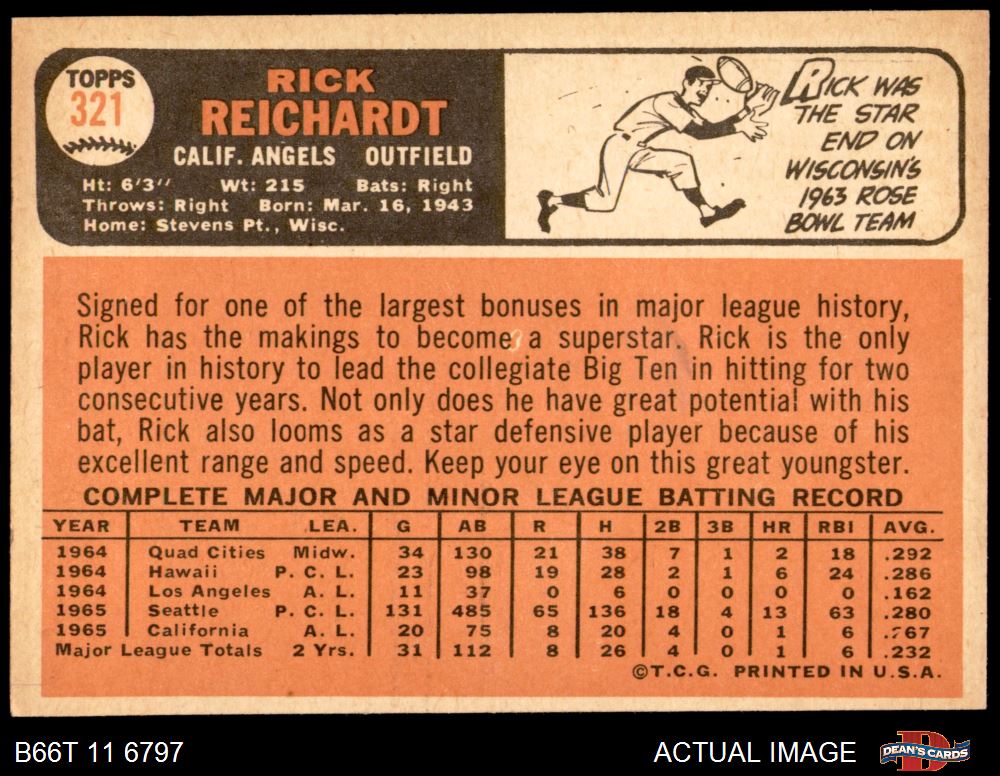 TOPPS
321
RICK
REICHARDT
CALIF. ANGELS OUTFIELD
Ht: 6'3'' Wt: 215 Bats: Right
Throws: Right Born: Mar. 16, 1943
Home: Stevens Pt., Wisc.
RICK WAS
THE STAR
END ON
WISCONSIN'S
1963 ROSE
BOWL TEAM
Signed for one of the largest bonuses in major league history,
Rick has the makings to become a superstar. Rick is the only
player in history to lead the collegiate Big Ten in hitting for two
consecutive years. Not only does he have great potential with his
bat, Rick also looms as a star defensive player because of his
excellent range and speed. Keep your eye on this great youngster.
COMPLETE MAJOR AND MINOR LEAGUE BATTING RECORD
YEAR TEAM LEA. G AB R H 2B 3B HR RBI AVG.
1964 Quad Cities Midw. 34 130 21 38 7 1 2 18 .292
1964 Hawaii P. C. L. 23 98 19 28 2 1 6 24 .286
1964 Los Angeles A. L. 11 37 0 6 0 0 0 0 .162
1965 Seattle P. C. L. 131 485 65 136 18 4 13 63 .280
1965 California A. L. 20 75 8 20 4 0 1 6 .267
Major League Totals 2 Yrs. 31 112 8 26 4 0 1 6 .232
©T.C.G. PRINTED IN U.S.A.
B66T 11 6797
ACTUAL IMAGE
DEAN'S CARDS